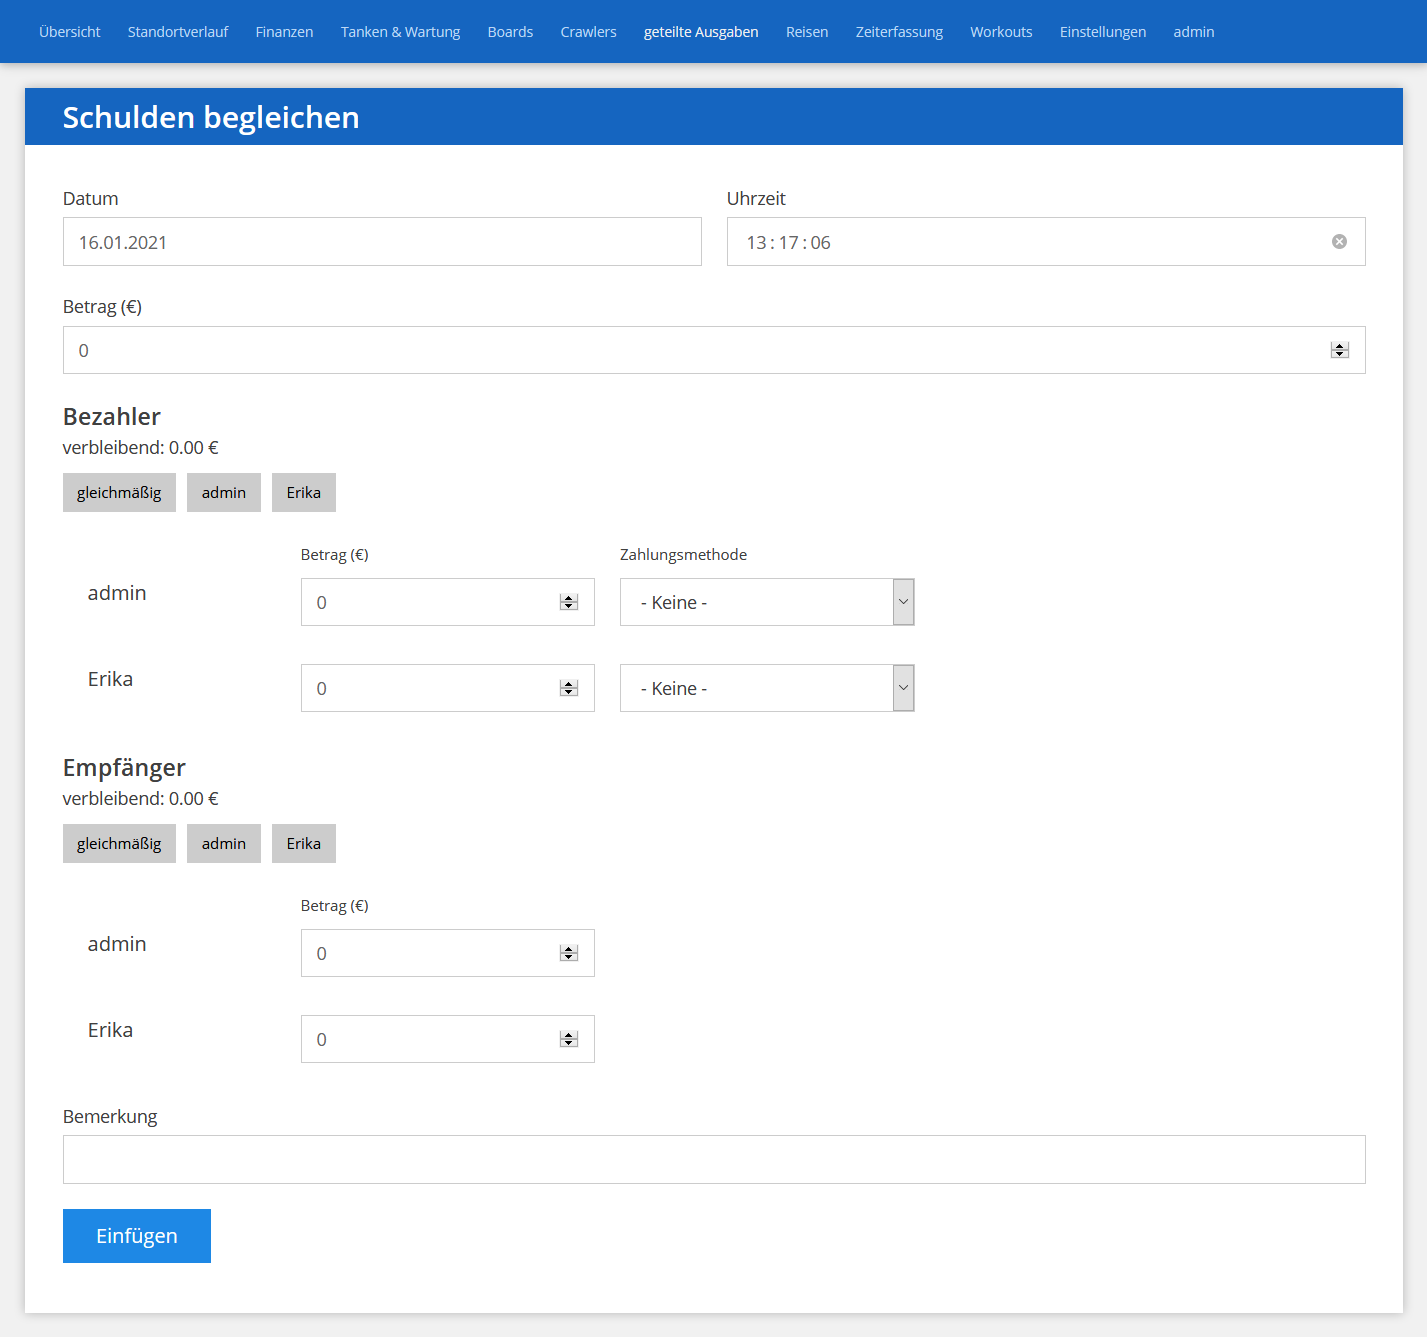 Übersicht Standortverlauf Finanzen Tanken & Wartung Boards Crawlers geteilte Ausgaben Reisen Zeiterfassung Workouts Einstellungen admin
Schulden begleichen
Datum Uhrzeit
16.01.2021 13 : 17 : 06
Betrag (€)
0
Bezahler
verbleibend: 0.00 €
gleichmäßig admin Erika
Betrag (€) Zahlungsmethode
admin 0 - Keine -
Erika 0 - Keine -
Empfänger
verbleibend: 0.00 €
gleichmäßig admin Erika
Betrag (€)
admin 0
Erika 0
Bemerkung
Einfügen